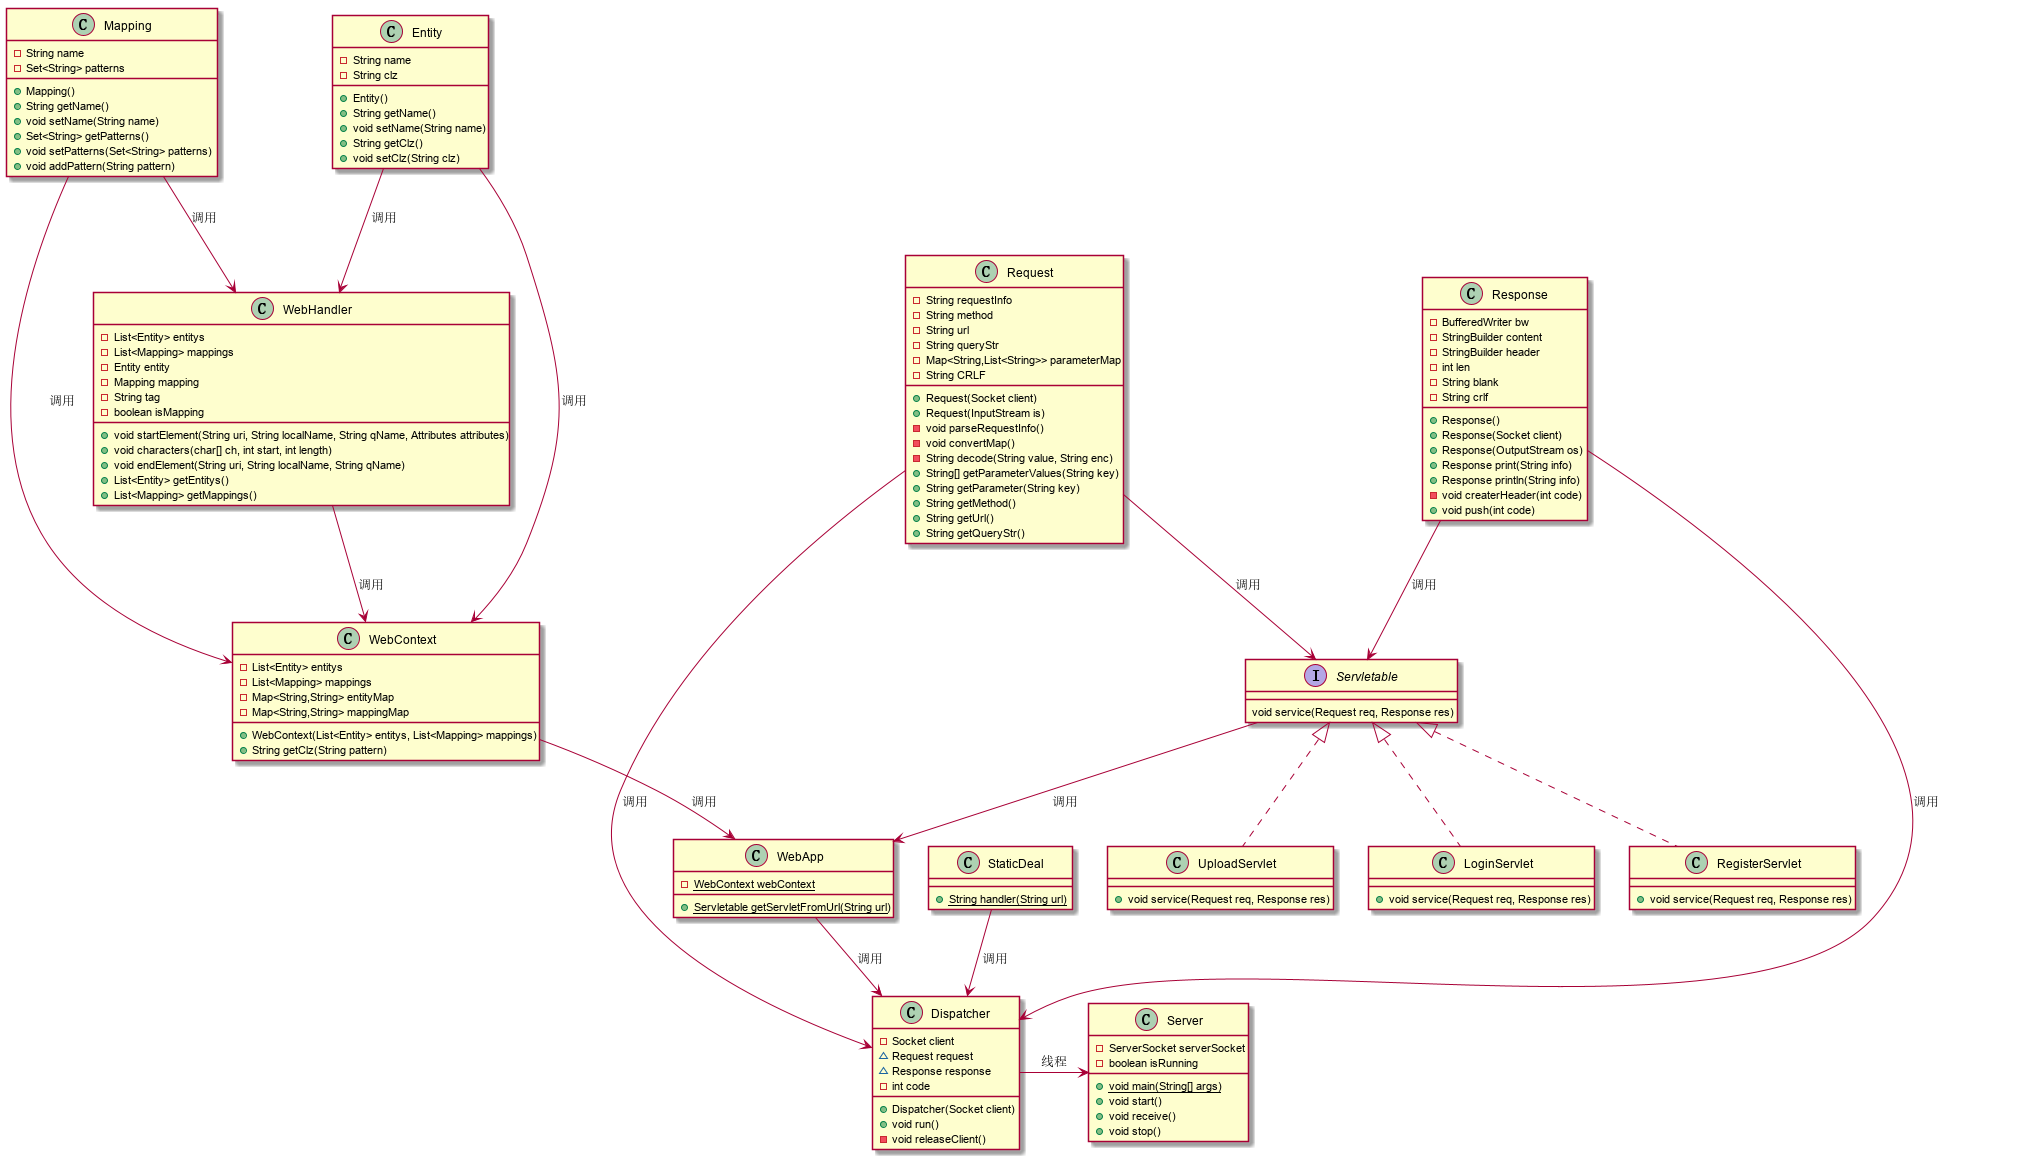 C Mapping
String name
Set<String> patterns
Mapping()
String getName()
void setName(String name)
Set<String> getPatterns()
void setPatterns(Set<String> patterns)
void addPattern(String pattern)
C Entity
String name
String clz
Entity()
String getName()
void setName(String name)
String getClz()
void setClz(String clz)
调用
调用
C WebHandler
List<Entity> entitys
List<Mapping> mappings
Entity entity
Mapping mapping
String tag
boolean isMapping
void startElement(String uri, String localName, String qName, Attributes attributes)
void characters(char[] ch, int start, int length)
void endElement(String uri, String localName, String qName)
List<Entity> getEntitys()
List<Mapping> getMappings()
调用
调用
C Request
String requestInfo
String method
String url
String queryStr
Map<String,List<String>> parameterMap
String CRLF
Request(Socket client)
Request(InputStream is)
void parseRequestInfo()
void convertMap()
String decode(String value, String enc)
String[] getParameterValues(String key)
String getParameter(String key)
String getMethod()
String getUrl()
String getQueryStr()
C Response
BufferedWriter bw
StringBuilder content
StringBuilder header
int len
String blank
String crlf
Response()
Response(Socket client)
Response(OutputStream os)
Response print(String info)
Response println(String info)
void createrHeader(int code)
void push(int code)
调用
调用
调用
C WebContext
List<Entity> entitys
List<Mapping> mappings
Map<String,String> entityMap
Map<String,String> mappingMap
WebContext(List<Entity> entitys, List<Mapping> mappings)
String getClz(String pattern)
I Servletable
void service(Request req, Response res)
调用
调用
调用
调用
C WebApp
WebContext webContext
Servletable getServletFromUrl(String url)
C StaticDeal
String handler(String url)
C UploadServlet
void service(Request req, Response res)
C LoginServlet
void service(Request req, Response res)
C RegisterServlet
void service(Request req, Response res)
调用
调用
C Dispatcher
Socket client
Request request
Response response
int code
Dispatcher(Socket client)
void run()
void releaseClient()
线程
C Server
ServerSocket serverSocket
boolean isRunning
void main(String[] args)
void start()
void receive()
void stop()